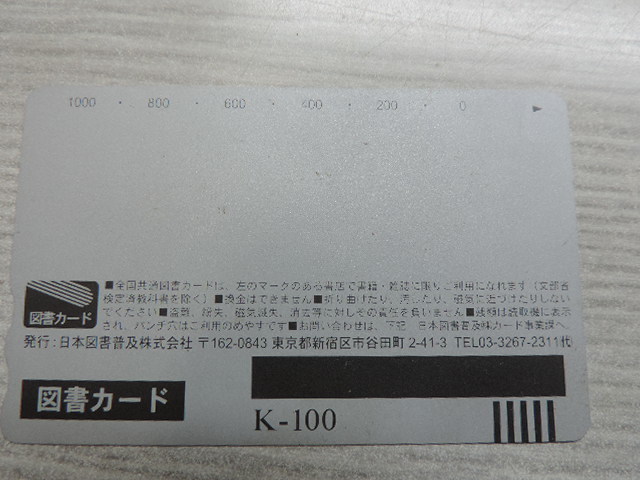 1000 ・ 800 ・ 600 ・ 400 ・ 200 ・ 0 ▶
■全国共通図書カードは、左のマークのある書店で書籍・雑誌に限りご利用になれます(文部省
検定済教科書を除く)■換金はできません■折り曲げたり、汚したり、磁気に近づけたりしない
でください■盗難、紛失、磁気減失、消去等に対しその責任を負いません■残額は読取機に表示
され、パンチ穴はご利用のめやすです■お問い合わせは、下記 日本図書普及㈱カード事業課へ
図書カード
発行:日本図書普及株式会社 〒162-0843 東京都新宿区市谷田町 2-41-3 TEL03-3267-2311㈹
図書カード
K-100